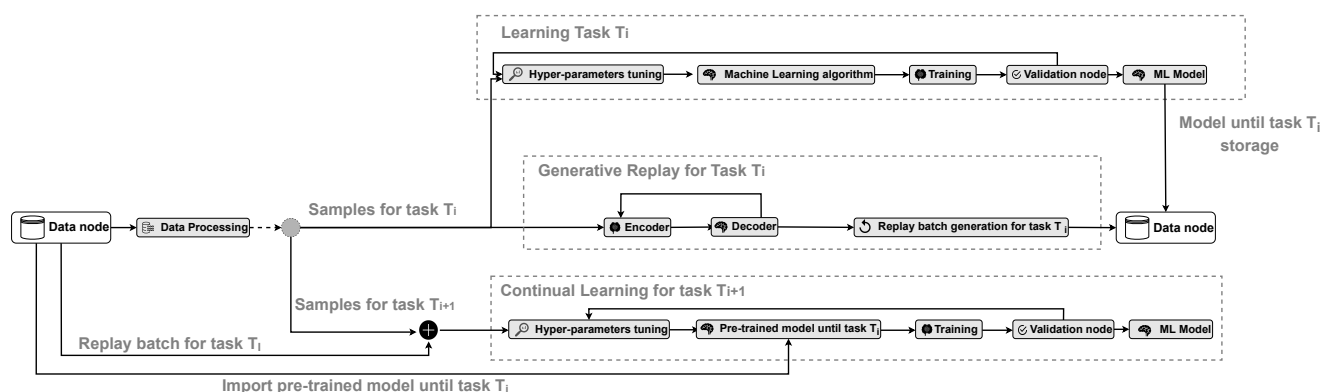 Learning Task Ti
Hyper-parameters tuning
Machine Learning algorithm
Training
Validation node
ML Model
Model until task Ti
storage
Generative Replay for Task Ti
Samples for task Ti
Data node
Data Processing
Encoder
Decoder
Replay batch generation for task T i
Data node
Continual Learning for task Ti+1
Samples for task Ti+1
Hyper-parameters tuning
Pre-trained model until task Ti
Training
Validation node
ML Model
Replay batch for task TI
Import pre-trained model until task Ti